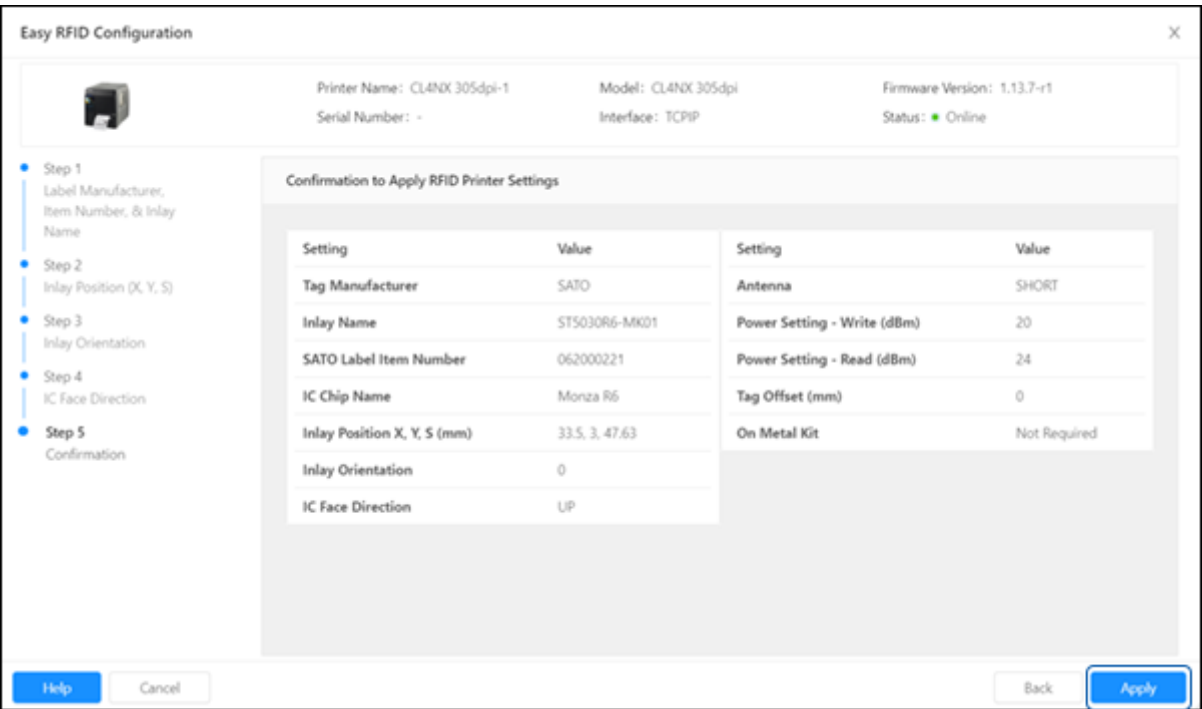 Easy RFID Configuration
Printer Name: CL4NX 305dpi-1 Model: CL4NX 305dpi Firmware Version: 1.13.7-r1
Serial Number: - Interface: TCPIP Status: Online
Step 1
Label Manufacturer,
Item Number, & Inlay
Name
Step 2
Inlay Position (X, Y, S)
Step 3
Inlay Orientation
Step 4
IC Face Direction
Step 5
Confirmation
Confirmation to Apply RFID Printer Settings
Setting Value
Tag Manufacturer SATO
Inlay Name ST5030R6-MK01
SATO Label Item Number 062000221
IC Chip Name Monza R6
Inlay Position X, Y, S (mm) 33.5, 3, 47.63
Inlay Orientation 0
IC Face Direction UP
Setting Value
Antenna SHORT
Power Setting - Write (dBm) 20
Power Setting - Read (dBm) 24
Tag Offset (mm) 0
On Metal Kit Not Required
Help Cancel Back Apply